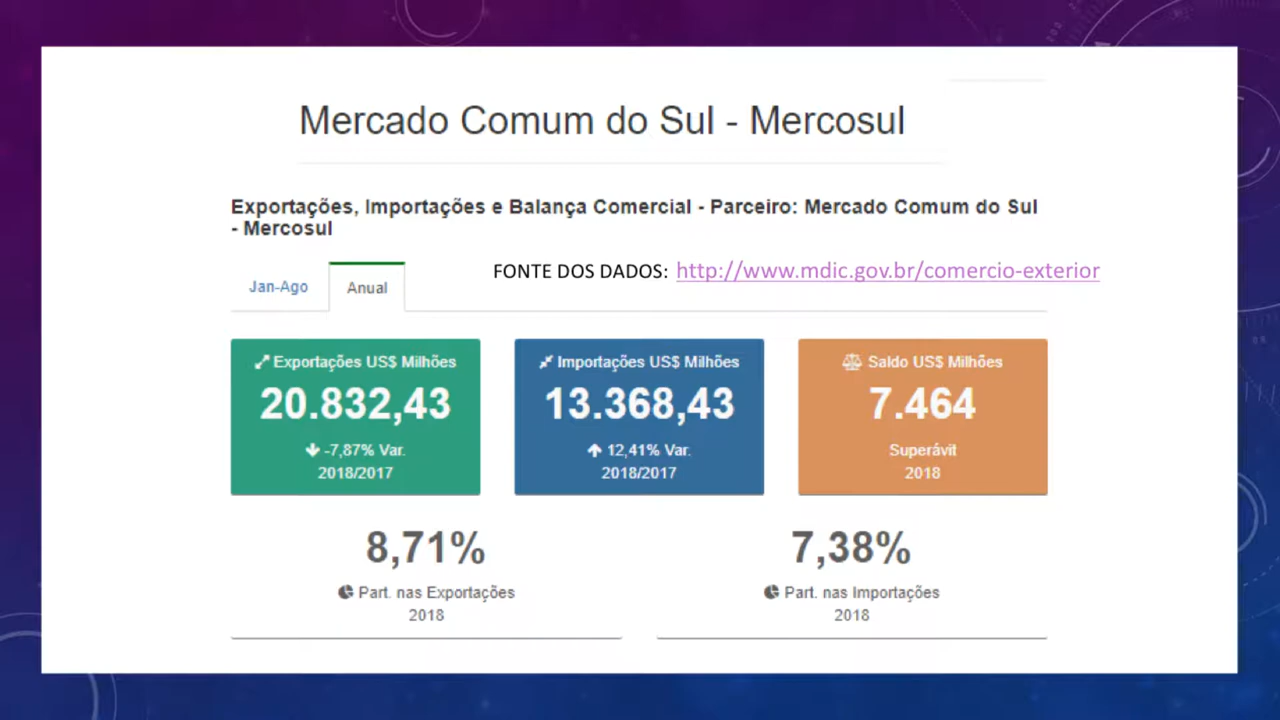 Mercado Comum do Sul - Mercosul
Exportações, Importações e Balança Comercial - Parceiro: Mercado Comum do Sul
- Mercosul
FONTE DOS DADOS: http://www.mdic.gov.br/comercio-exterior
Jan-Ago Anual
Exportações US$ Milhões
20.832,43
-7,87% Var.
2018/2017
Importações US$ Milhões
13.368,43
12,41% Var.
2018/2017
Saldo US$ Milhões
7.464
Superávit
2018
8,71%
Part. nas Exportações
2018
7,38%
Part. nas Importações
2018